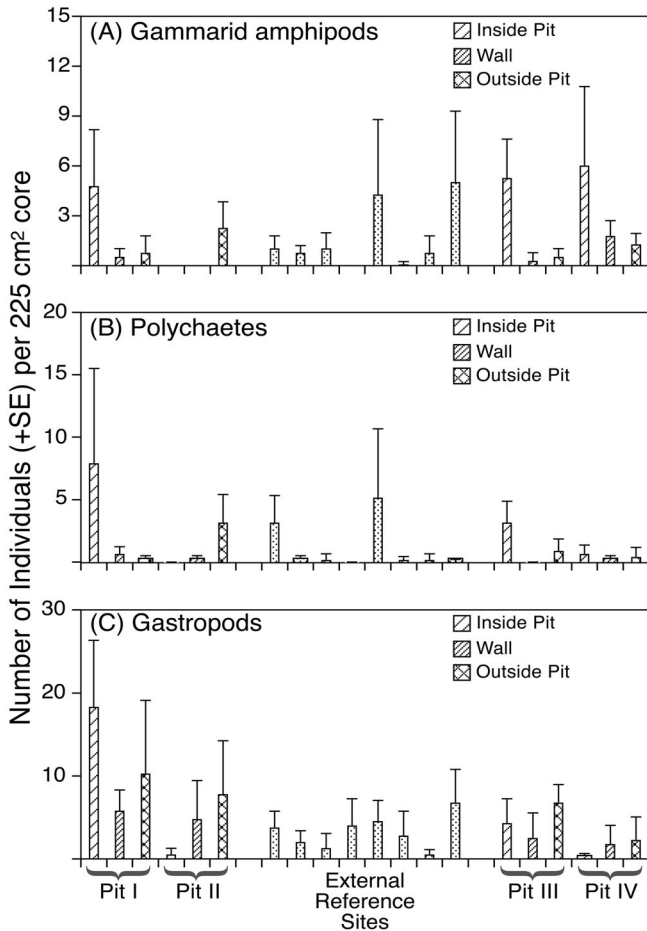 Number of Individuals (+SE) per 225 cm² core
15
12
9
6
3
(A) Gammarid amphipods
Inside Pit
Wall
Outside Pit
20
15
10
5
(B) Polychaetes
Inside Pit
Wall
Outside Pit
30
20
10
(C) Gastropods
Inside Pit
Wall
Outside Pit
Pit I
Pit II
External
Reference
Sites
Pit III
Pit IV